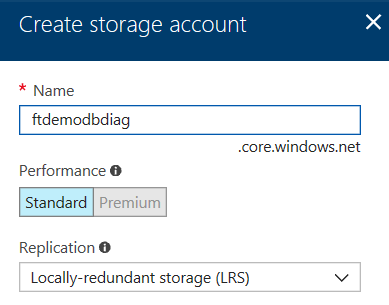 Create storage account
* Name
ftdemodbdiag
.core.windows.net
Performance
Standard Premium
Replication
Locally-redundant storage (LRS)